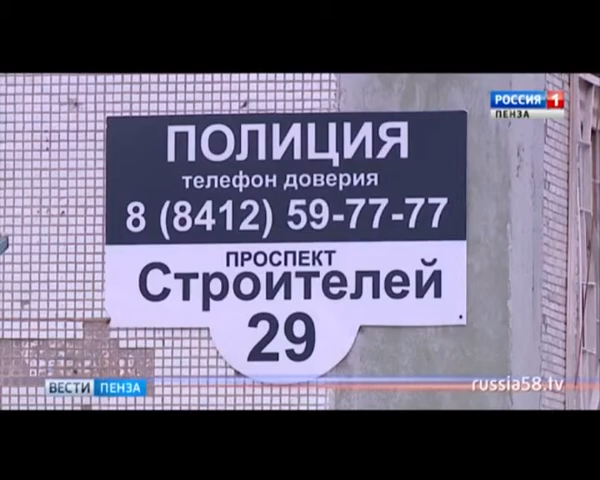 РОССИЯ 1
ПЕНЗА
ПОЛИЦИЯ
телефон доверия
8 (8412) 59-77-77
ПРОСПЕКТ
Строителей
29
ВЕСТИ ПЕНЗА
russia58.tv